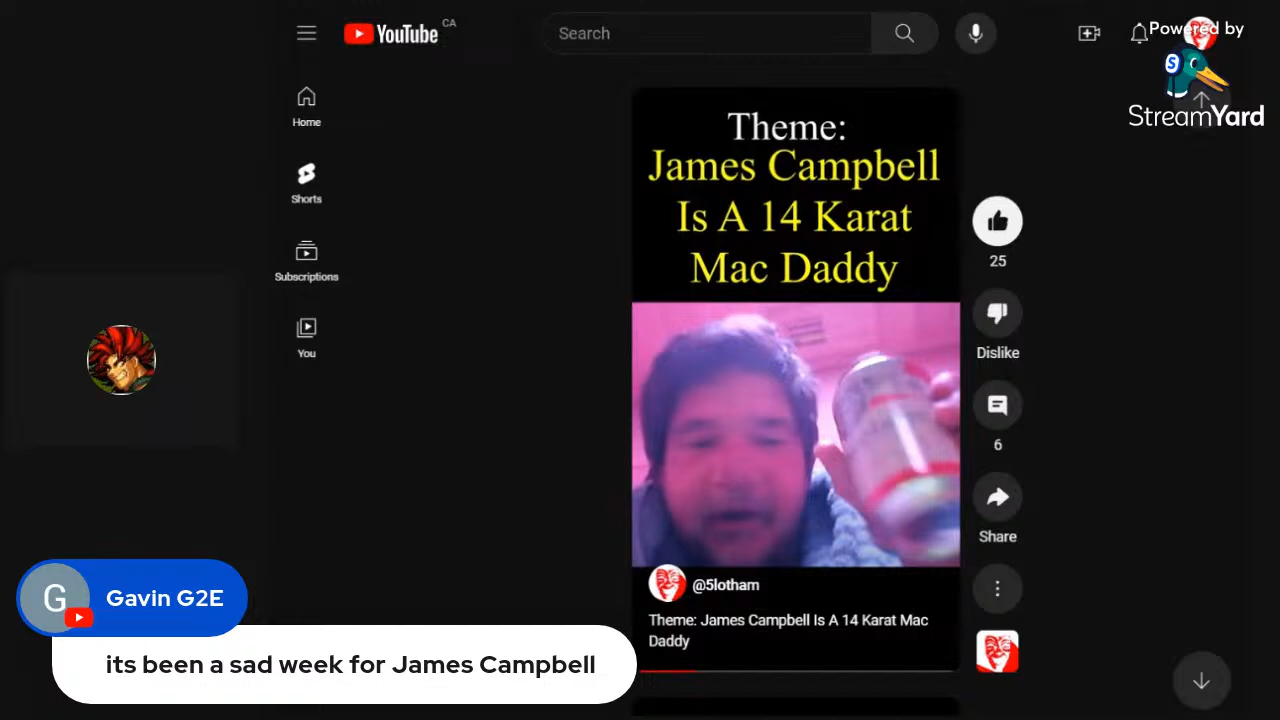 YouTube CA
Search
Powered by
S
StreamYard
Home
Shorts
Subscriptions
You
Theme:
James Campbell
Is A 14 Karat
Mac Daddy
25
Dislike
6
Share
@5lotham
Theme: James Campbell Is A 14 Karat Mac
Daddy
G
Gavin G2E
its been a sad week for James Campbell